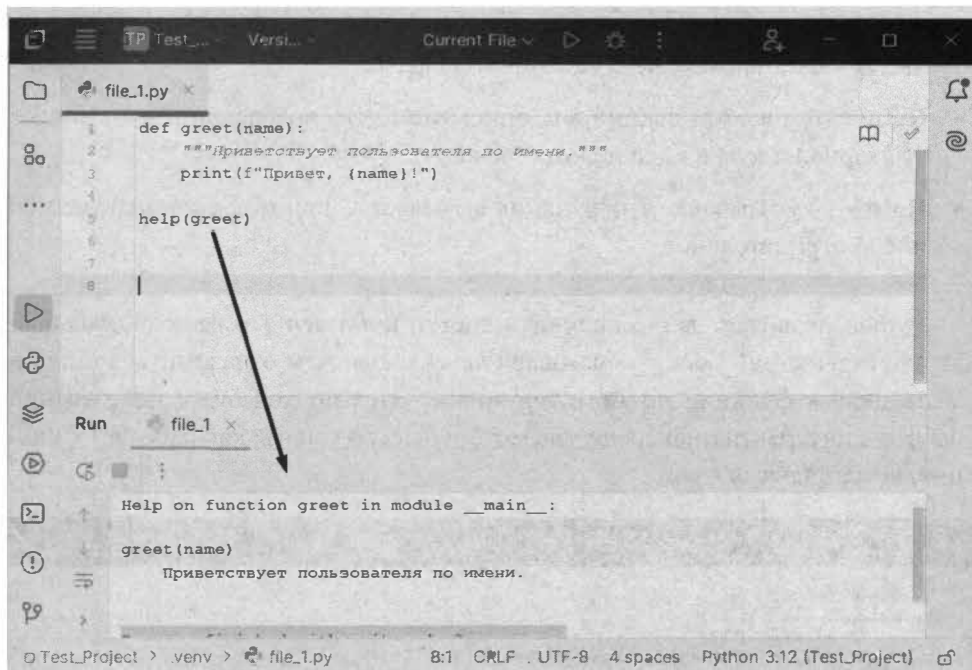 TP Test_... Versi... Current File
file_1.py
1 def greet(name):
2 """Приветствует пользователя по имени."""
3 print(f"Привет, {name}!")
4
5 help(greet)
6
7
8
Run file_1
Help on function greet in module __main__:
greet(name)
Приветствует пользователя по имени.
Test_Project > .venv > file_1.py 8:1 CRLF UTF-8 4 spaces Python 3.12 (Test_Project)